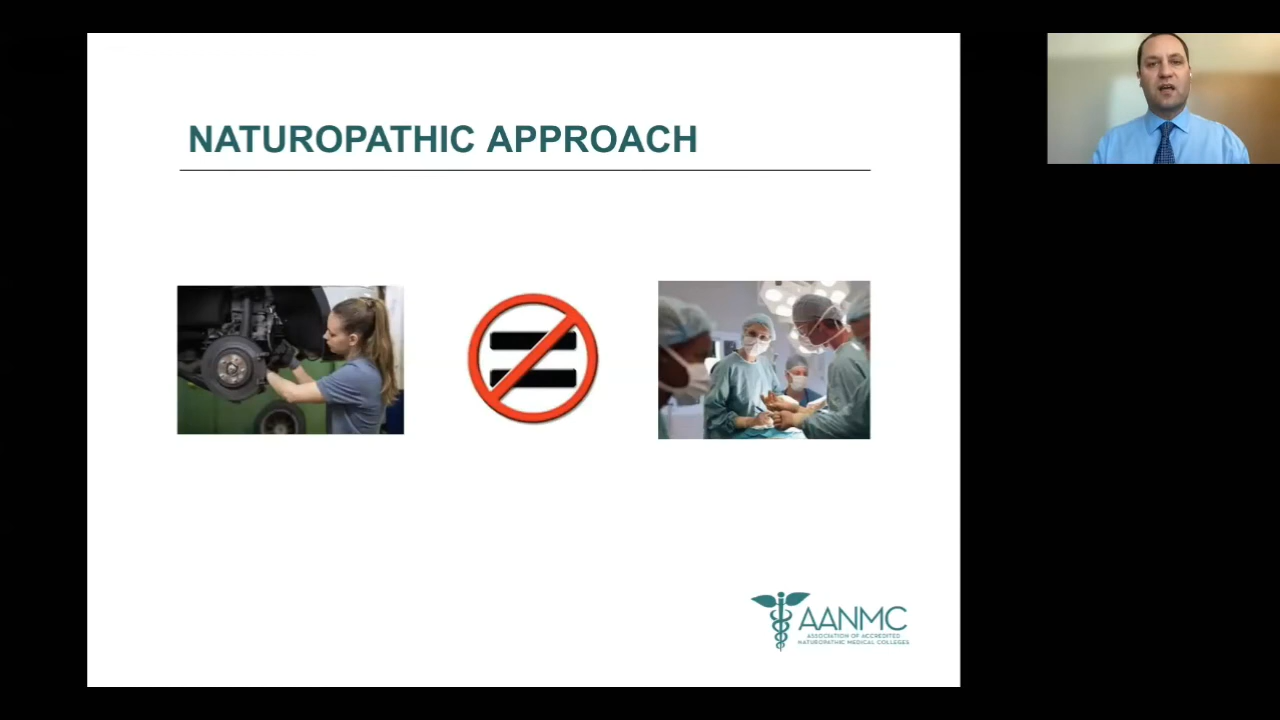 NATUROPATHIC APPROACH
AANMC
ASSOCIATION OF ACCREDITED
NATUROPATHIC MEDICAL COLLEGES